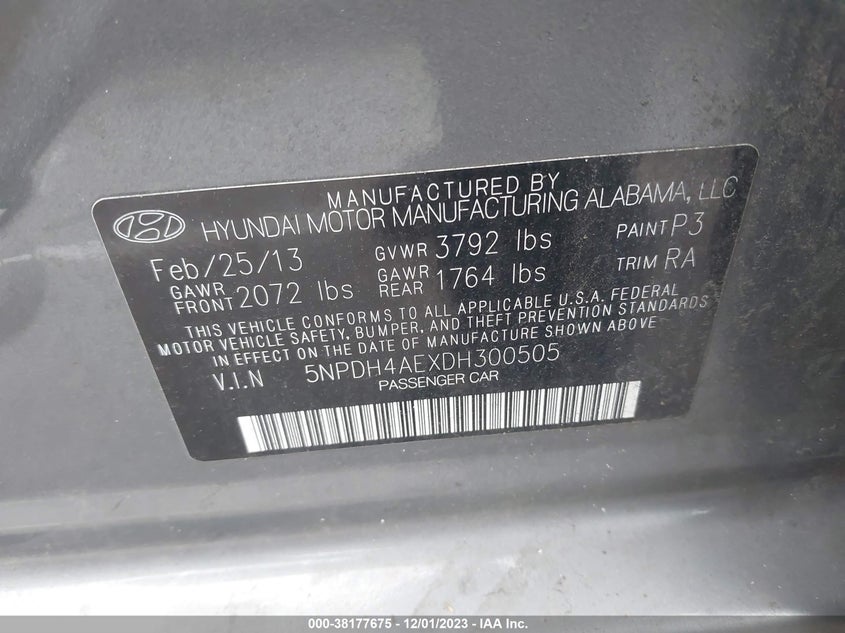 MANUFACTURED BY
HYUNDAI MOTOR MANUFACTURING ALABAMA, LLC
Feb/25/13 GVWR 3792 lbs PAINT P3
GAWR FRONT 2072 lbs GAWR REAR 1764 lbs TRIM RA
THIS VEHICLE CONFORMS TO ALL APPLICABLE U.S.A. FEDERAL
MOTOR VEHICLE SAFETY, BUMPER, AND THEFT PREVENTION STANDARDS
IN EFFECT ON THE DATE OF MANUFACTURE SHOWN ABOVE
V.I.N 5NPDH4AEXDH300505
PASSENGER CAR
000-38177675 - 12/01/2023 - IAA Inc.